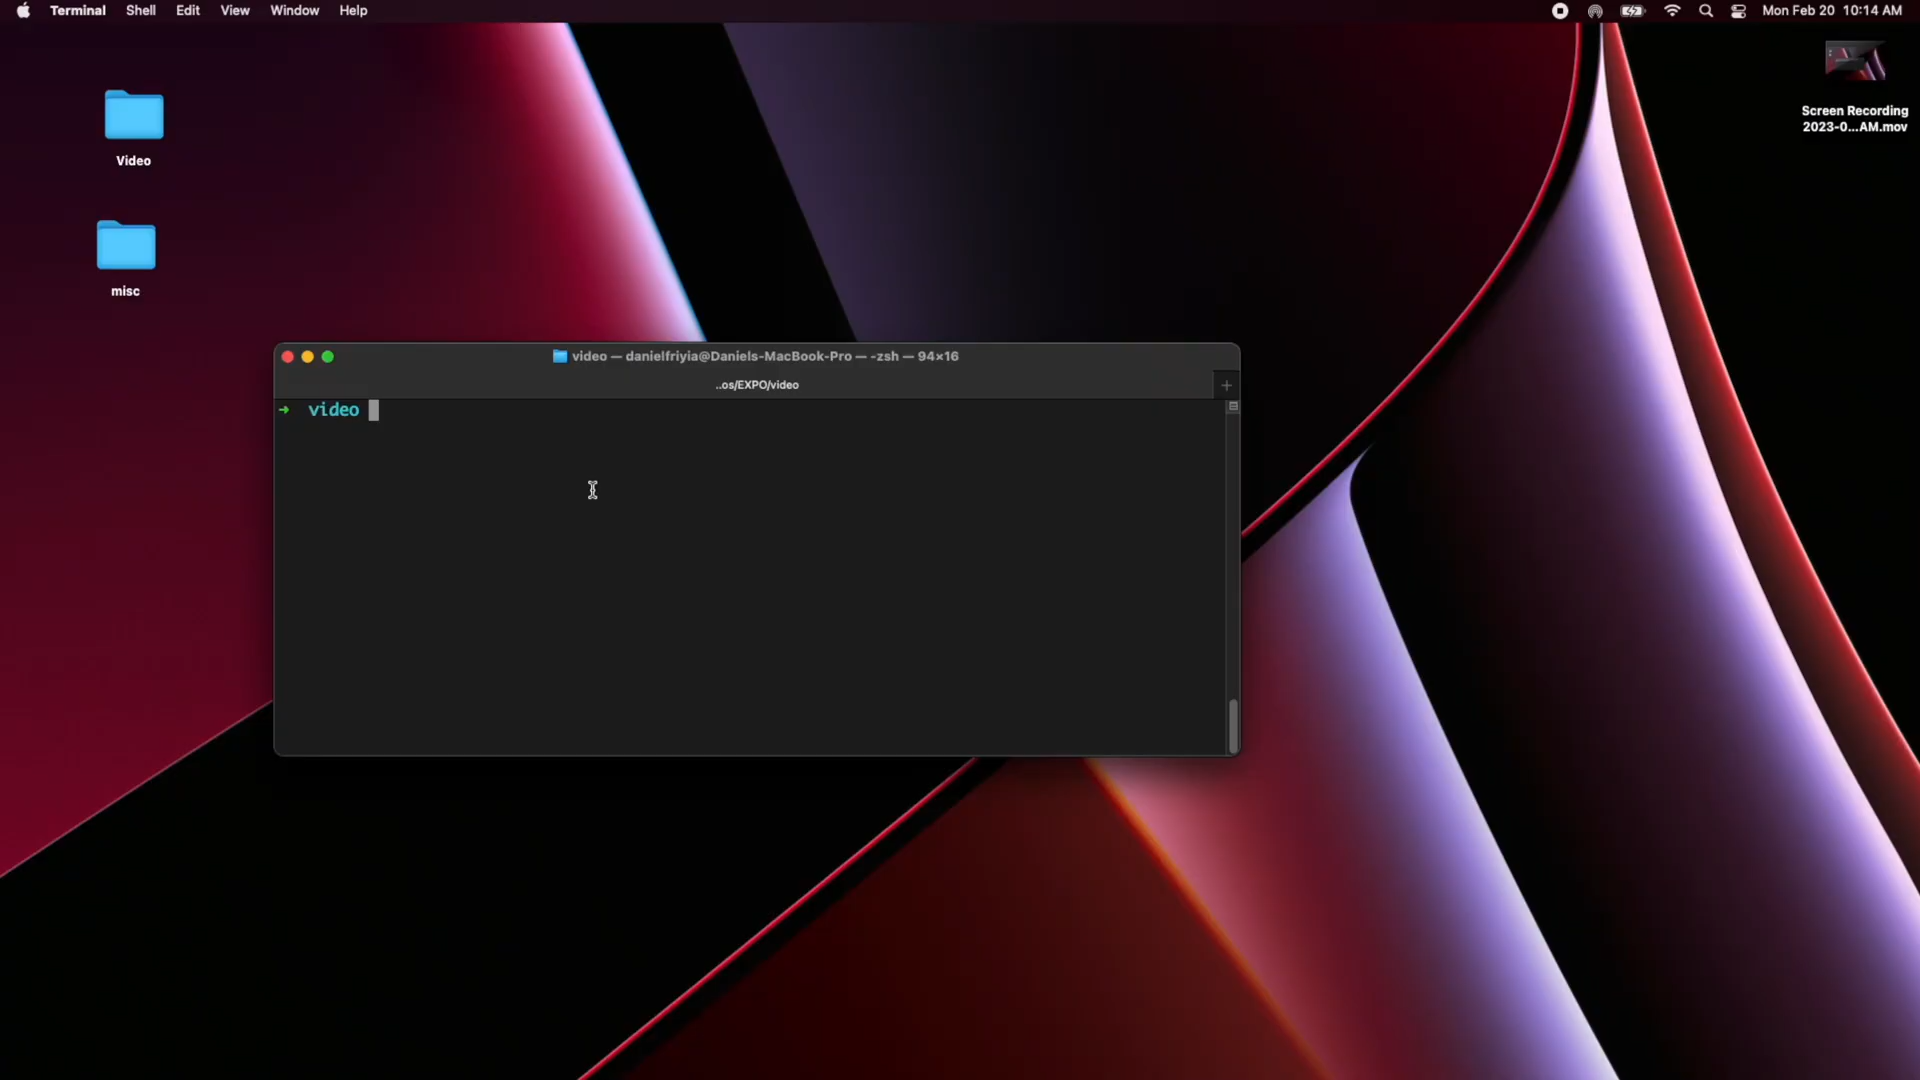 Terminal Shell Edit View Window Help Mon Feb 20 10:14 AM
Screen Recording
2023-0...AM.mov
Video
misc
video — danielfriyia@Daniels-MacBook-Pro — -zsh — 94×16
..os/EXPO/video
➜ video